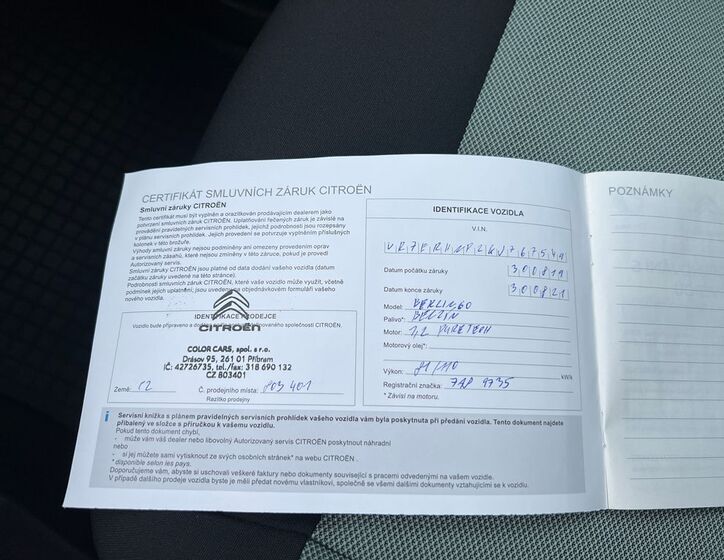 CERTIFIKÁT SMLUVNÍCH ZÁRUK CITROËN
Smluvní záruky CITROËN
Tento certifikát musí být vyplněn a orazítkován prodávajícím dealerem jako
potvrzení smluvních záruk CITROËN. Uplatňování řečených záruk je závislé na
provádění pravidelných servisních prohlídek, jejichž podrobnosti jsou rozepsány
v plánu servisních prohlídek. Jejich provedení se potvrzuje vyplněním příslušných
kolonek v této brožuře.
Výhody smluvní záruky nejsou podmíněny ani omezeny provedením oprav
a servisních zásahů, které nejsou zmíněny v této záruce, pokud je provedl
Autorizovaný servis.
Smluvní záruky CITROËN jsou platné od data dodání vašeho vozidla (datum
začátku záruky uvedené na této stránce).
Podrobnosti smluvních záruk CITROËN, které vaše vozidlo může využít, včetně
podmínek jejich uplatnění, jsou uvedeny v objednávkovém formuláři vašeho
nového vozidla.
IDENTIFIKACE PRODEJCE
Vozidlo bude připraveno a společnosti CITROËN.
CITROËN
COLOR CARS, spol. s r.o.
Drásov 95, 261 01 Příbram
IČ: 42726735, tel./fax: 318 690 132
CZ B03401
Země: CZ Č. prodejního místa: 803 401
Razítko prodejny
IDENTIFIKACE VOZIDLA
V.I.N.
Datum počátku záruky 300819
Datum konce záruky 300821
Model: BERLINGO
Palivo*: BENZIN
Motor: 1,2 PURETECH
Motorový olej*:
Výkon: 81/110 kW/k
Registrační značka: 9735
* Závisí na motoru.
i Servisní knížka s plánem pravidelných servisních prohlídek vašeho vozidla vám byla poskytnuta při předání vozidla. Tento dokument najdete
přibalený ve složce s příručkou k vašemu vozidlu.
Pokud tento dokument chybí,
- může vám váš dealer nebo libovolný Autorizovaný servis CITROËN poskytnout náhradní
nebo
- si jej můžete sami vytisknout ze svých osobních stránek* na webu CITROËN .
* disponible selon les pays.
Doporučujeme vám, abyste si uschovali veškeré faktury nebo dokumenty související s pracemi odvedenými na vašem vozidle.
V případě dalšího prodeje vozidla byste je měli předat novému vlastníkovi, společně se všemi dalšími dokumenty vztahujícími se k vozidlu.
POZNÁMKY